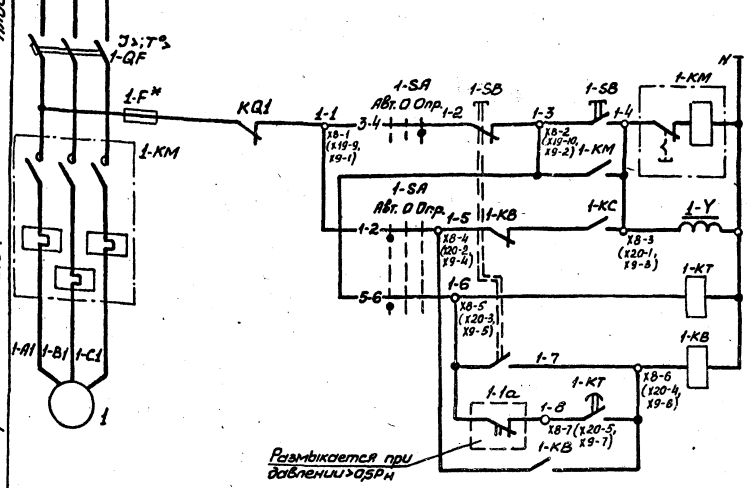 I>;T°>
1-QF
N
1-F*
KQ1
1-1
X8-1
(X19-9,
X9-1)
1-SA
Авт. О Опр.
3-4
1-2
1-SB
1-3
X8-2
(X19-10,
X9-2)
1-SB
1-4
1-KM
1-KM
1-KM
1-SA
Авт. О Опр.
1-2
1-5
X8-4
(X20-2,
X9-4)
1-KB
1-KC
X8-3
(X20-1,
X9-3)
1-Y
5-6
1-6
X8-5
(X20-3,
X9-5)
1-KT
1-7
1-KB
X8-6
(X20-4,
X9-6)
1-A1
1-B1
1-C1
1
1-1a
1-8
X8-7 (X20-5,
X9-7)
1-KT
1-KB
Размыкается при
давлении>0,5Рн